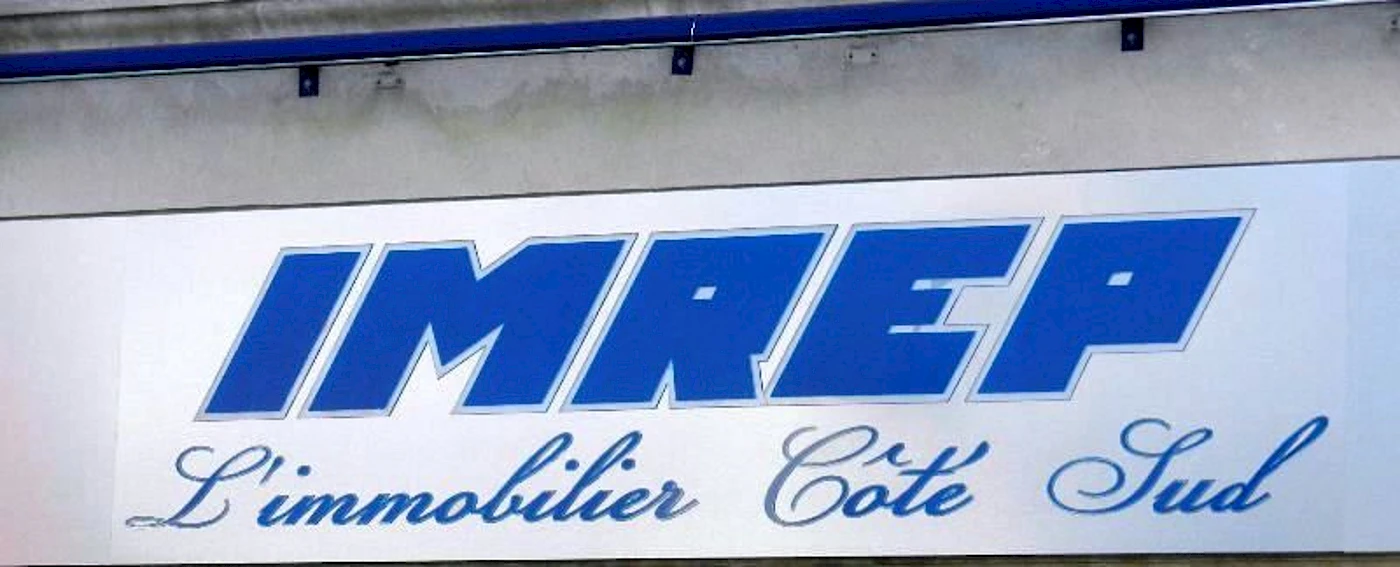 IMREP
L'immobilier Côté Sud